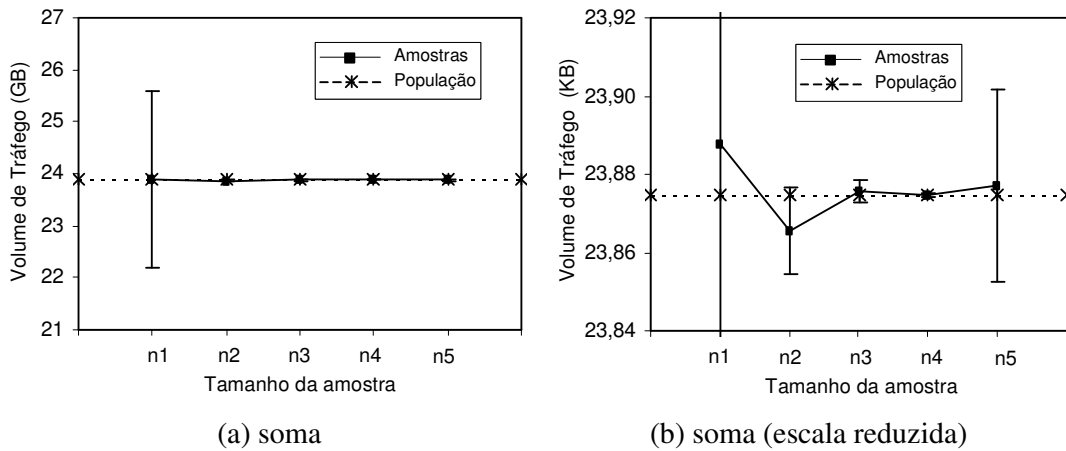 Volume de Tráfego (GB)
27
26
25
24
23
22
21
Amostras
População
n1 n2 n3 n4 n5
Tamanho da amostra
(a) soma
Volume de Tráfego (KB)
23,92
23,90
23,88
23,86
23,84
Amostras
População
n1 n2 n3 n4 n5
Tamanho da amostra
(b) soma (escala reduzida)